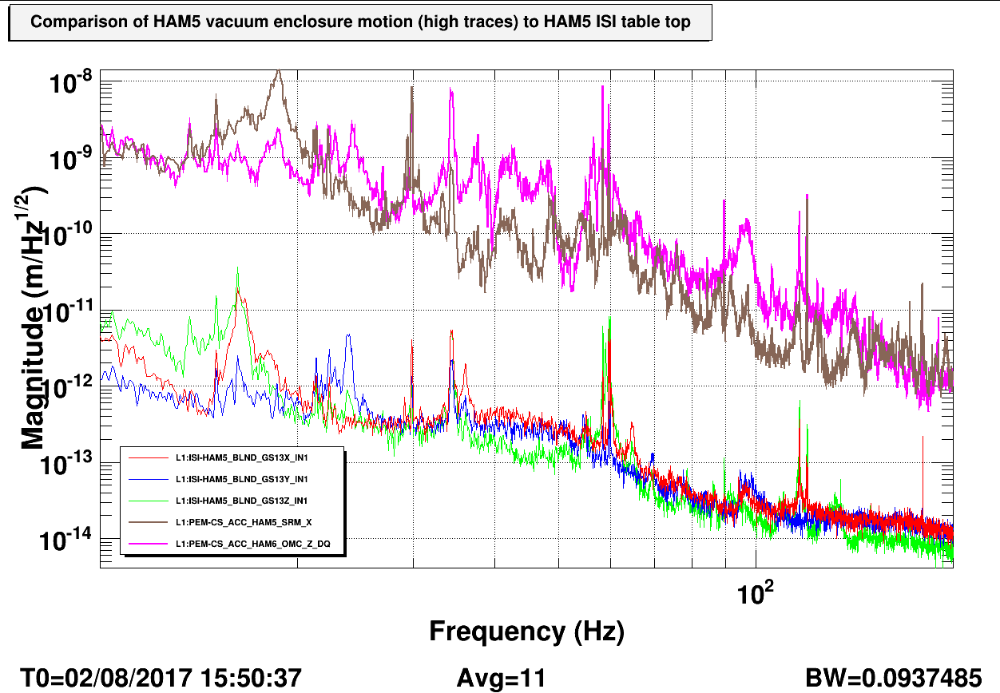 Comparison of HAM5 vacuum enclosure motion (high traces) to HAM5 ISI table top
Magnitude (m/Hz^1/2)
10^-8
10^-9
10^-10
10^-11
10^-12
10^-13
10^-14
L1:ISI-HAM5_BLND_GS13X_IN1
L1:ISI-HAM5_BLND_GS13Y_IN1
L1:ISI-HAM5_BLND_GS13Z_IN1
L1:PEM-CS_ACC_HAM5_SRM_X
L1:PEM-CS_ACC_HAM6_OMC_Z_DQ
10^2
Frequency (Hz)
T0=02/08/2017 15:50:37 Avg=11 BW=0.0937485